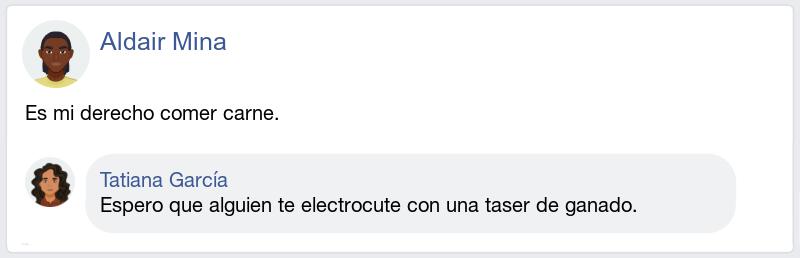 Aldair Mina
Es mi derecho comer carne.
Tatiana García
Espero que alguien te electrocute con una taser de ganado.